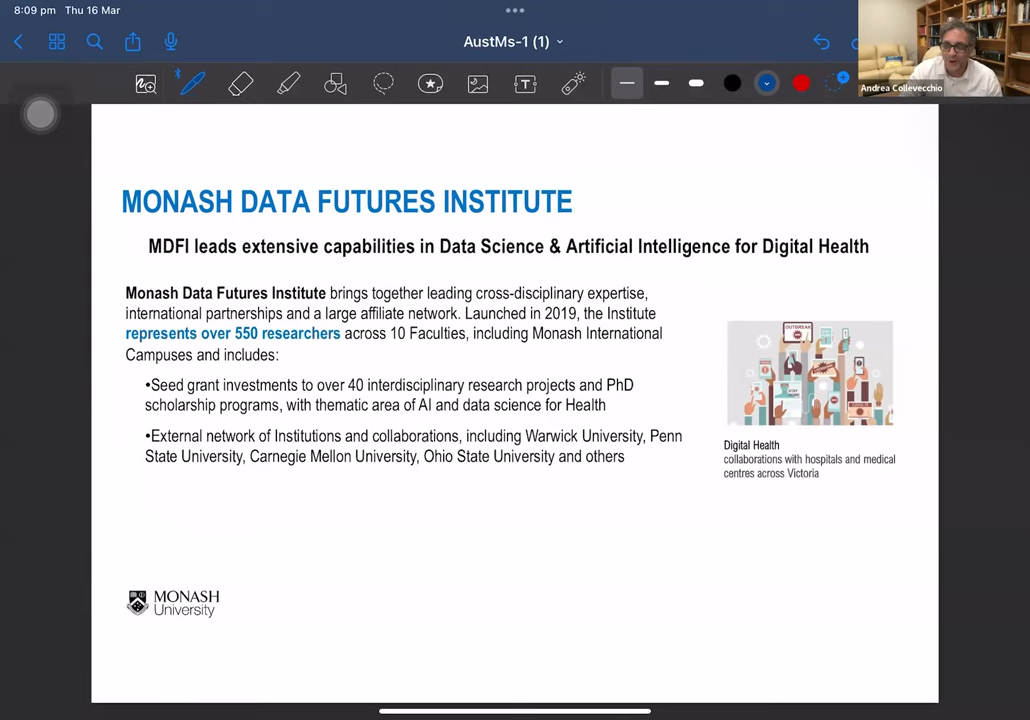 8:09 pm Thu 16 Mar
AustMs-1 (1)
Andrea Collevecchio
MONASH DATA FUTURES INSTITUTE
MDFI leads extensive capabilities in Data Science & Artificial Intelligence for Digital Health
Monash Data Futures Institute brings together leading cross-disciplinary expertise,
international partnerships and a large affiliate network. Launched in 2019, the Institute
represents over 550 researchers across 10 Faculties, including Monash International
Campuses and includes:
•Seed grant investments to over 40 interdisciplinary research projects and PhD
scholarship programs, with thematic area of AI and data science for Health
•External network of Institutions and collaborations, including Warwick University, Penn
State University, Carnegie Mellon University, Ohio State University and others
OUTBREAK
Digital Health
collaborations with hospitals and medical
centres across Victoria
MONASH
University